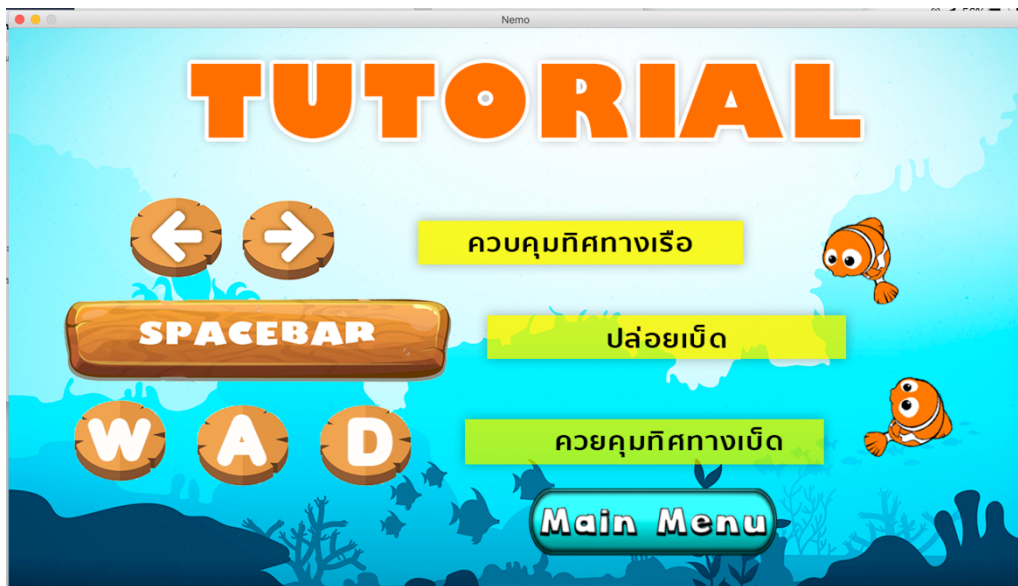 Nemo
TUTORIAL
ควบคุมทิศทางเรือ
SPACEBAR
ปล่อยเบ็ด
W A D
ควยคุมทิศทางเบ็ด
Main Menu